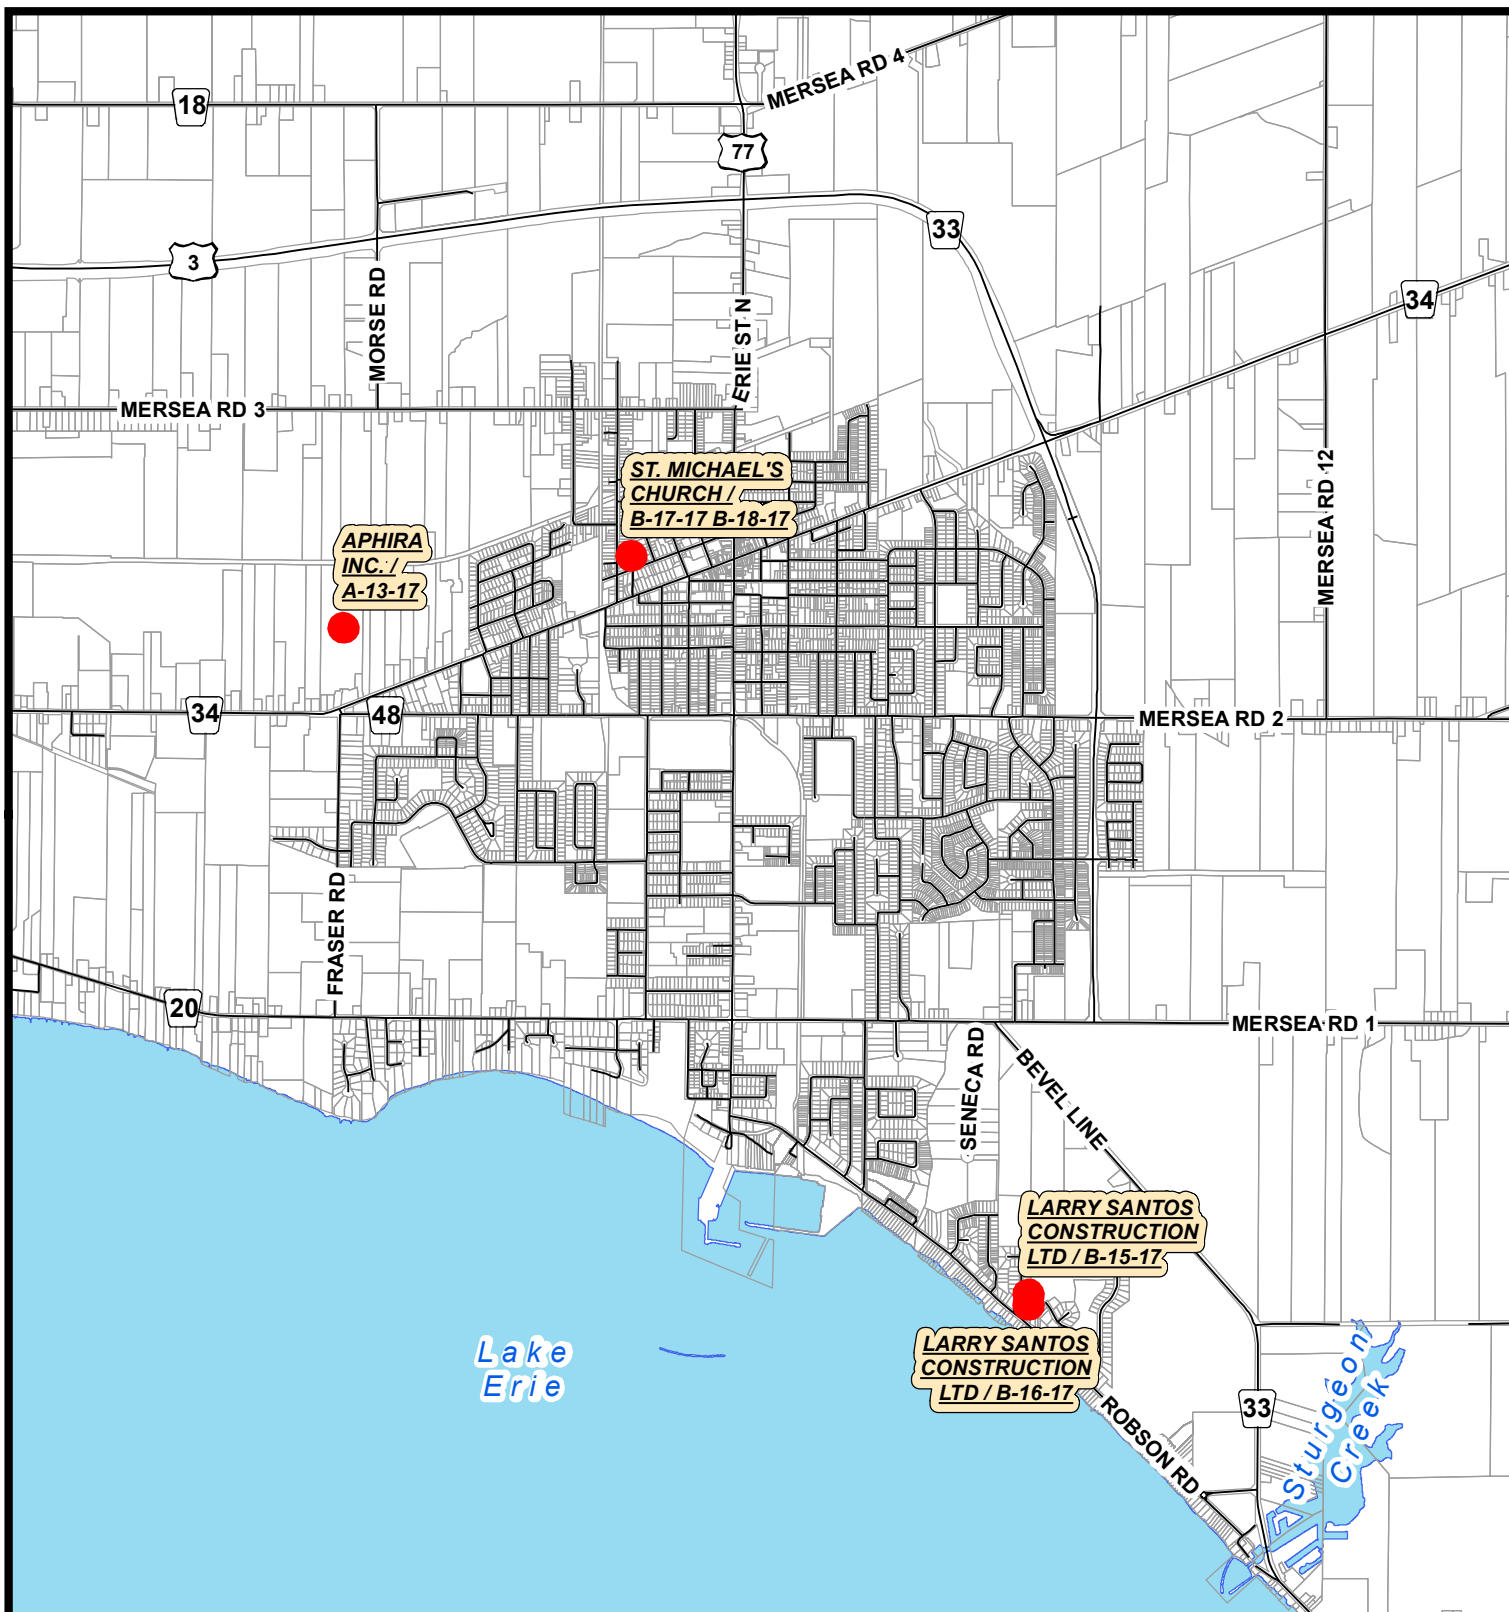 MERSEA RD 4
18
77
33
3
34
MORSE RD
ERIE ST N
MERSEA RD 3
MERSEA RD 12
ST. MICHAEL'S
CHURCH /
B-17-17 B-18-17
APHIRA
INC. /
A-13-17
34
48
MERSEA RD 2
FRASER RD
20
MERSEA RD 1
SENECA RD
BEVEL LINE
LARRY SANTOS
CONSTRUCTION
LTD / B-15-17
LARRY SANTOS
CONSTRUCTION
LTD / B-16-17
Lake
Erie
33
ROBSON RD
Sturgeon
Creek